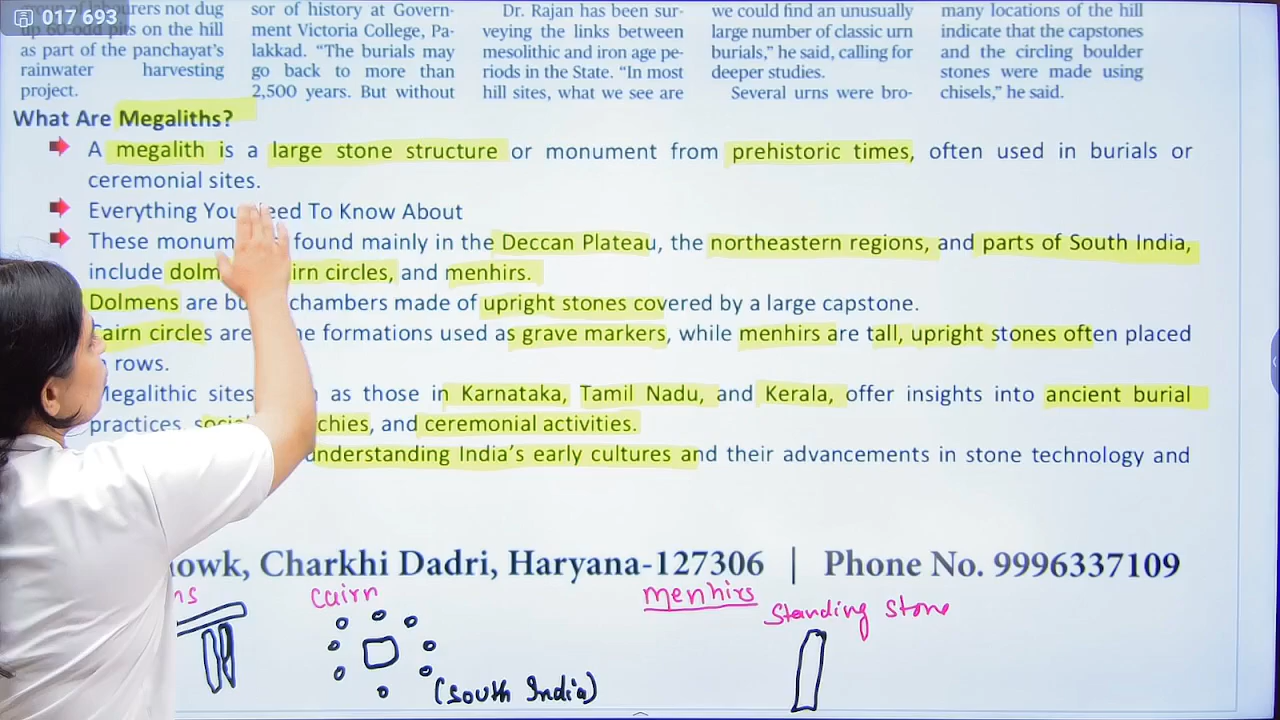 017 693
group of labourers not dug
up 60-odd pits on the hill
as part of the panchayat's
rainwater harvesting
project.
sor of history at Govern-
ment Victoria College, Pa-
lakkad. “The burials may
go back to more than
2,500 years. But without
Dr. Rajan has been sur-
veying the links between
mesolithic and iron age pe-
riods in the State. “In most
hill sites, what we see are
we could find an unusually
large number of classic urn
burials,” he said, calling for
deeper studies.
Several urns were bro-
many locations of the hill
indicate that the capstones
and the circling boulder
stones were made using
chisels,” he said.
What Are Megaliths?
A megalith is a large stone structure or monument from prehistoric times, often used in burials or
ceremonial sites.
Everything You Need To Know About
These monum found mainly in the Deccan Plateau, the northeastern regions, and parts of South India,
include dolm irn circles, and menhirs.
Dolmens are bu chambers made of upright stones covered by a large capstone.
Cairn circles are ne formations used as grave markers, while menhirs are tall, upright stones often placed
rows.
Megalithic sites as those in Karnataka, Tamil Nadu, and Kerala, offer insights into ancient burial
practices, soci chies, and ceremonial activities.
understanding India's early cultures and their advancements in stone technology and
howk, Charkhi Dadri, Haryana-127306 | Phone No. 9996337109
ns
Cairn
menhirs
Standing Stone
(South India)